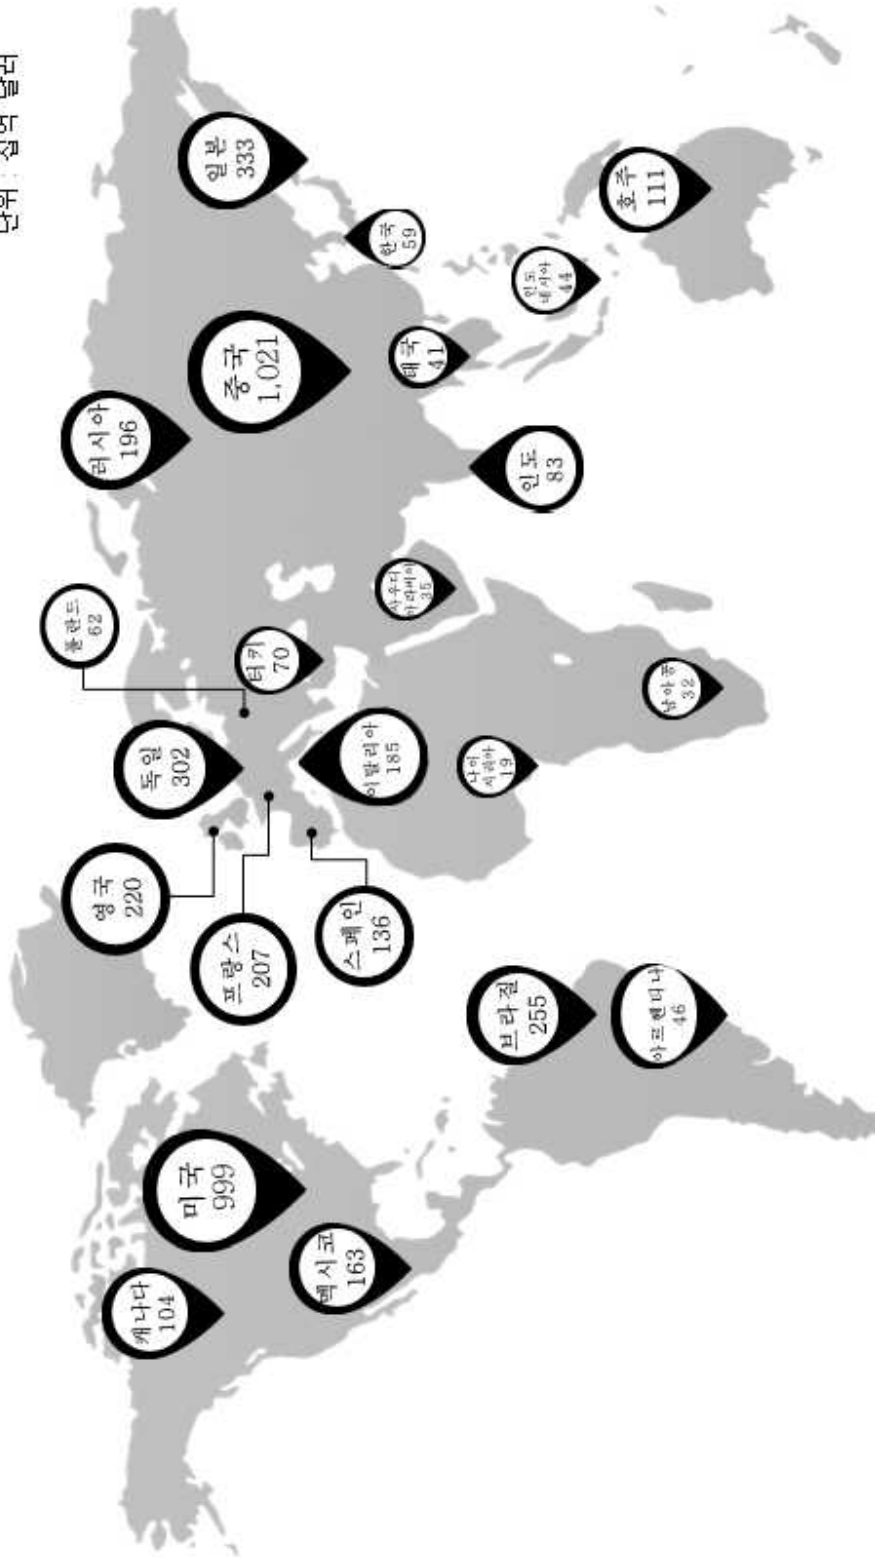 단위 : 십억 달러
폴란드
62
러시아
196
영국
220
캐나다
104
독일
302
미국
999
일본
333
프랑스
207
중국
1,021
터키
70
멕시코
163
스페인
136
이탈리아
185
한국
59
사우디
아라비아
35
태국
41
나이
지리아
19
브라질
255
인도
83
인도
네시아
44
호주
111
아르헨티나
46
남아공
32